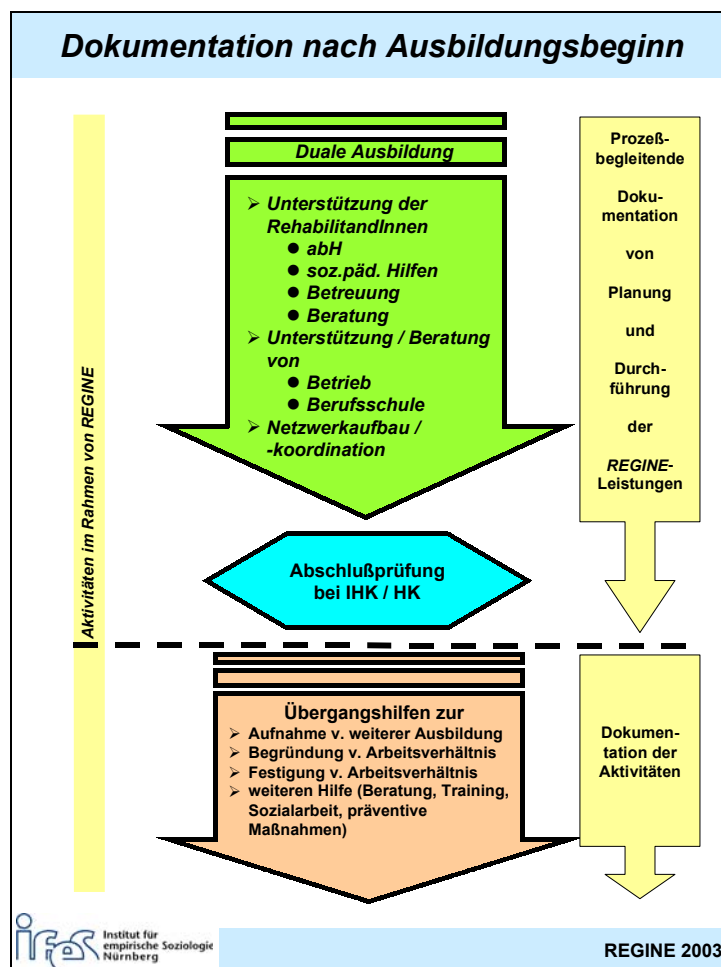 Dokumentation nach Ausbildungsbeginn
Aktivitäten im Rahmen von REGINE
Duale Ausbildung
➢ Unterstützung der
RehabilitandInnen
● abH
● soz.päd. Hilfen
● Betreuung
● Beratung
➢ Unterstützung / Beratung
von
● Betrieb
● Berufsschule
➢ Netzwerkaufbau /
-koordination
Prozeß-
begleitende
Doku-
mentation
von
Planung
und
Durch-
führung
der
REGINE-
Leistungen
Abschlußprüfung
bei IHK / HK
Übergangshilfen zur
➢ Aufnahme v. weiterer Ausbildung
➢ Begründung v. Arbeitsverhältnis
➢ Festigung v. Arbeitsverhältnis
➢ weiteren Hilfe (Beratung, Training,
Sozialarbeit, präventive
Maßnahmen)
Dokumen-
tation der
Aktivitäten
ifes
Institut für
empirische Soziologie
Nürnberg
REGINE 2003